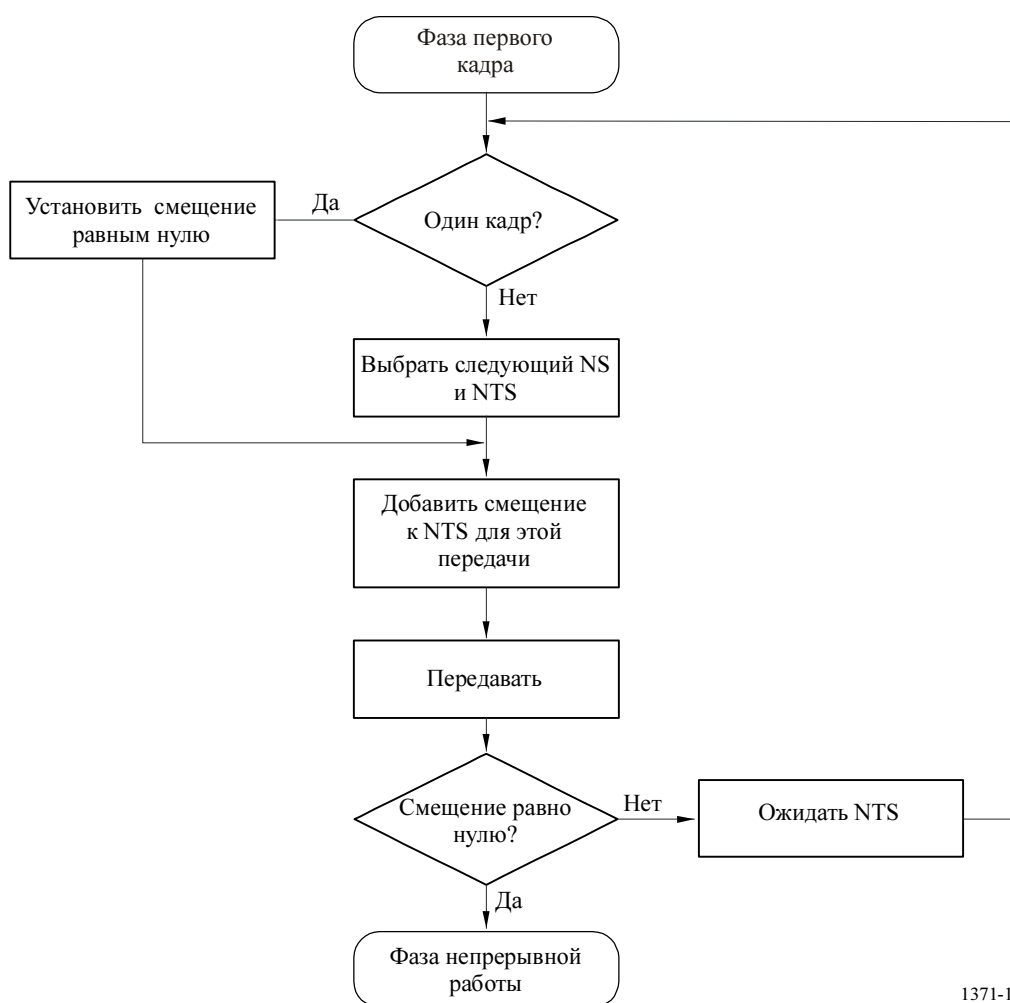 Фаза первого
кадра
Один кадр?
Да
Установить смещение
равным нулю
Нет
Выбрать следующий NS
и NTS
Добавить смещение
к NTS для этой
передачи
Передавать
Смещение равно
нулю?
Нет
Ожидать NTS
Да
Фаза непрерывной
работы
1371-1